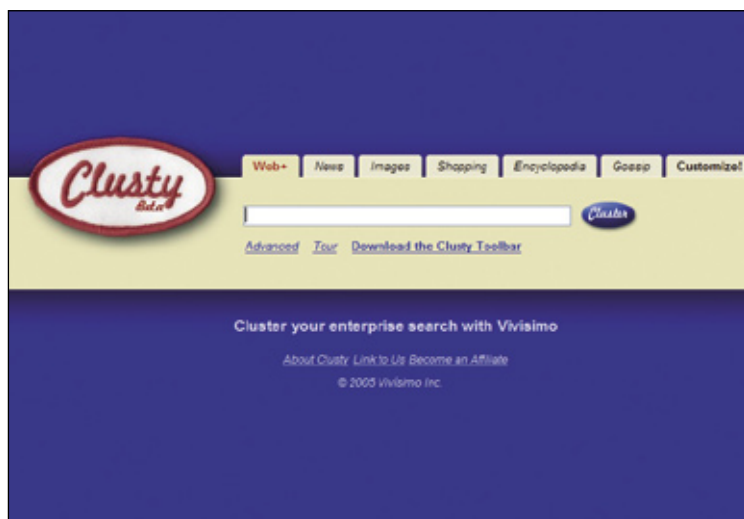 Clusty
Beta
Web+ News Images Shopping Encyclopedia Gossip Customize!
Cluster
Advanced Tour Download the Clusty Toolbar
Cluster your enterprise search with Vivisimo
About Clusty Link to Us Become an Affiliate
© 2005 Vivisimo Inc.